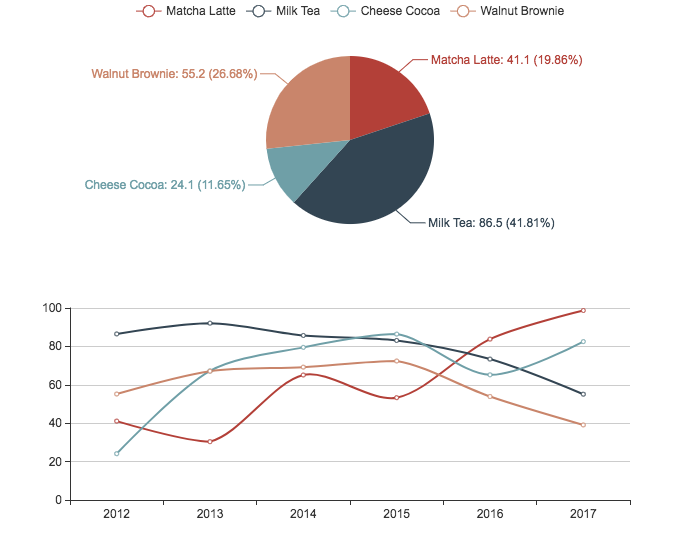 Matcha Latte Milk Tea Cheese Cocoa Walnut Brownie
Matcha Latte: 41.1 (19.86%)
Walnut Brownie: 55.2 (26.68%)
Cheese Cocoa: 24.1 (11.65%)
Milk Tea: 86.5 (41.81%)
100
80
60
40
20
0
2012 2013 2014 2015 2016 2017